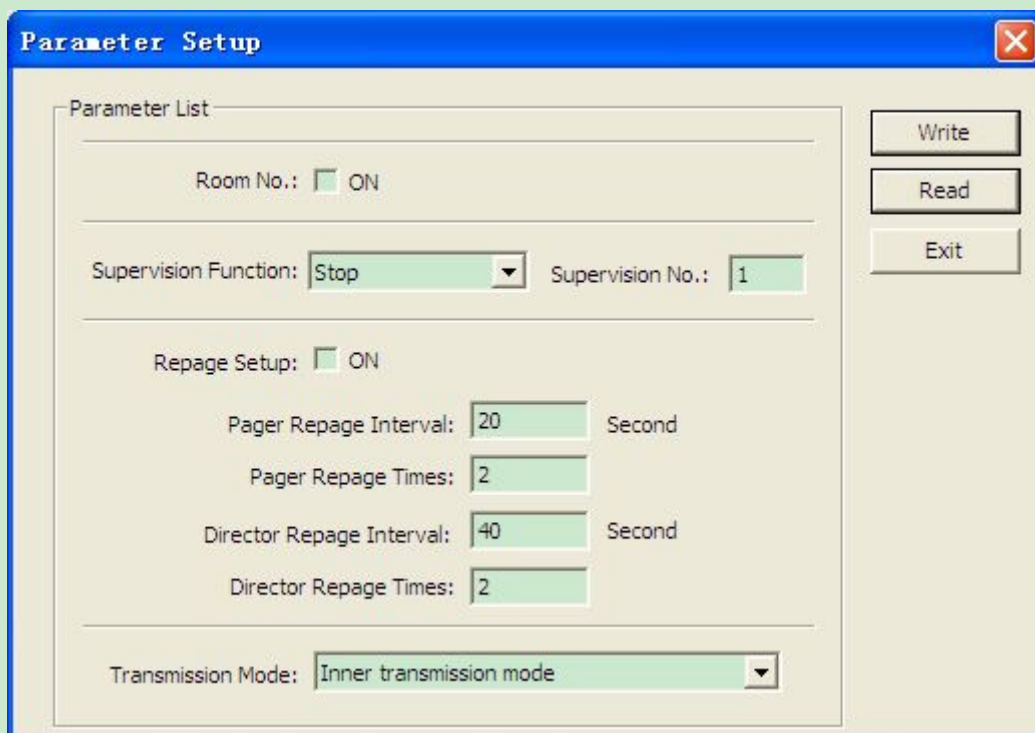 Parameter Setup
Parameter List
Write
Room No.: ON
Read
Supervision Function: Stop Supervision No.: 1
Exit
Repage Setup: ON
Pager Repage Interval: 20 Second
Pager Repage Times: 2
Director Repage Interval: 40 Second
Director Repage Times: 2
Transmission Mode: Inner transmission mode